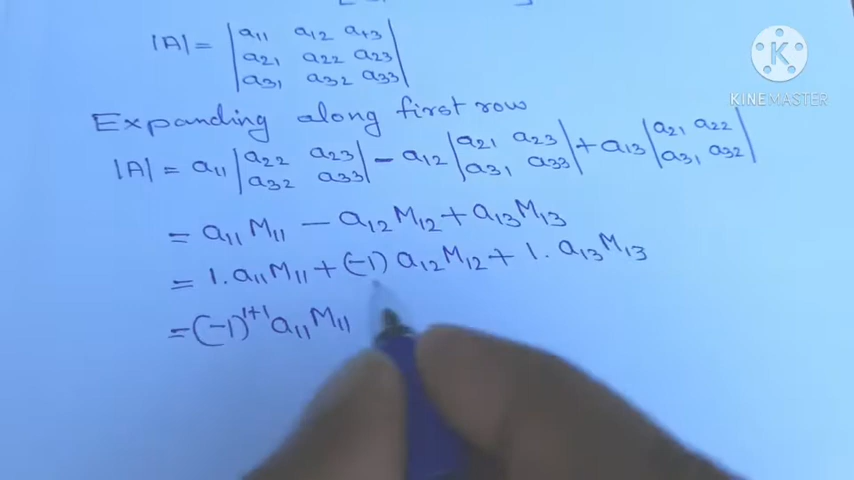 |A| = | a11 a12 a13 |
| a21 a22 a23 |
| a31 a32 a33 |
KINEMASTER
Expanding along first row
|A| = a11 | a22 a23 | - a12 | a21 a23 | + a13 | a21 a22 |
| a32 a33 | | a31 a33 | | a31 a32 |
= a11 M11 - a12 M12 + a13 M13
= 1. a11 M11 + (-1) a12 M12 + 1. a13 M13
= (-1)^1+1 a11 M11